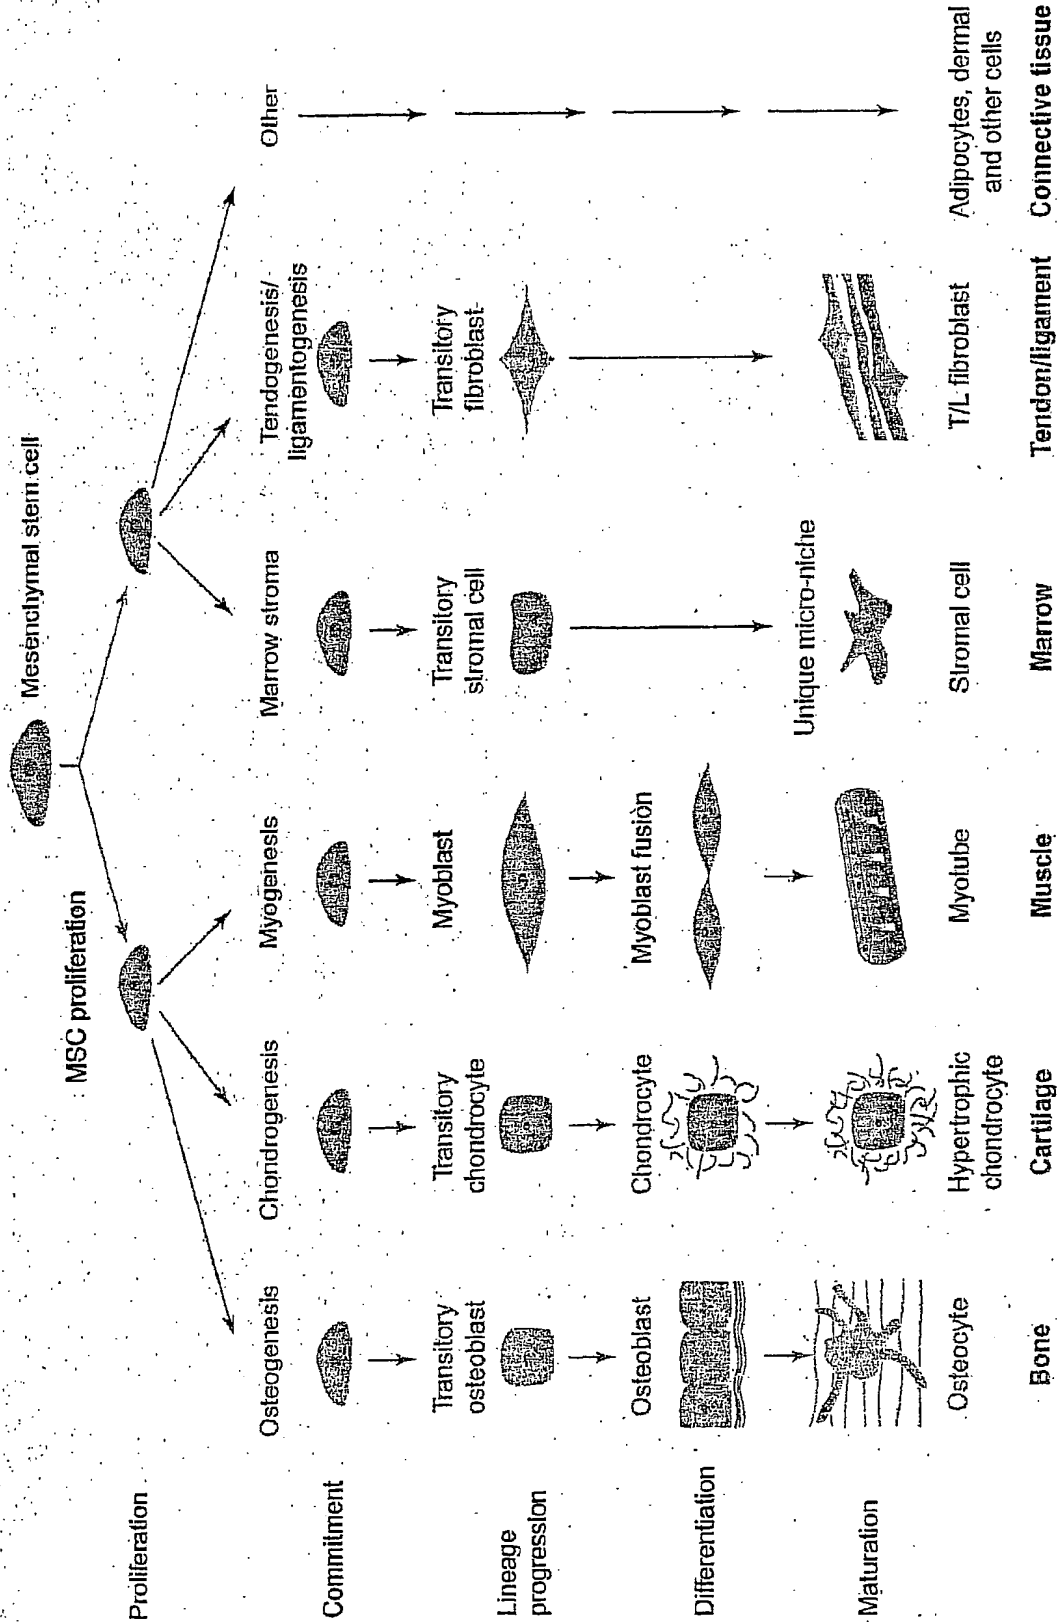 Mesenchymal stem cell
MSC proliferation
Proliferation
Osteogenesis
Chondrogenesis
Myogenesis
Marrow stroma
Tendogenesis/
ligamentogenesis
Other
Commitment
Transitory
osteoblast
Transitory
chondrocyte
Myoblast
Transitory
stromal cell
Transitory
fibroblast
Lineage
progression
Osteoblast
Chondrocyte
Myoblast fusion
Differentiation
Unique micro-niche
Maturation
Osteocyte
Hypertrophic
chondrocyte
Myotube
Stromal cell
T/L fibroblast
Adipocytes, dermal
and other cells
Bone
Cartilage
Muscle
Marrow
Tendon/ligament
Connective tissue